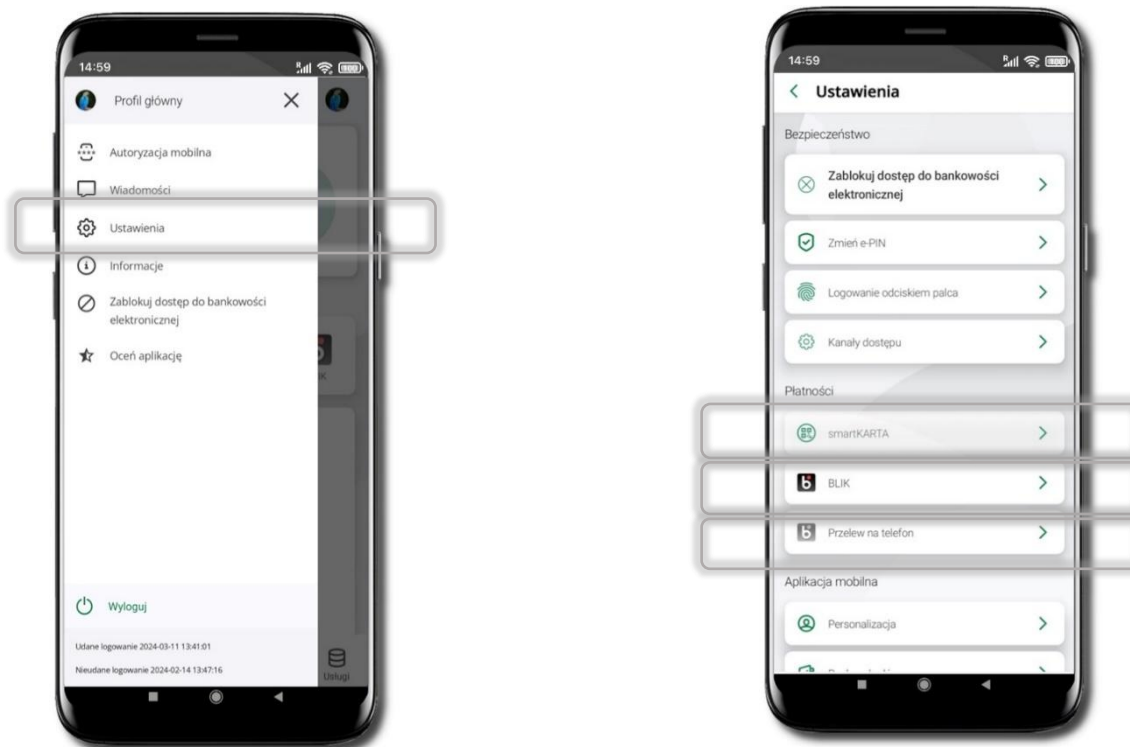 14:59
Profil główny
Autoryzacja mobilna
Wiadomości
Ustawienia
Informacje
Zablokuj dostęp do bankowości
elektronicznej
Oceń aplikację
Wyloguj
Udane logowanie 2024-03-11 13:41:01
Nieudane logowanie 2024-02-14 13:47:16
Usługi
14:59
Ustawienia
Bezpieczeństwo
Zablokuj dostęp do bankowości
elektronicznej
Zmień e-PIN
Logowanie odciskiem palca
Kanały dostępu
Płatności
smartKARTA
BLIK
Przelew na telefon
Aplikacja mobilna
Personalizacja